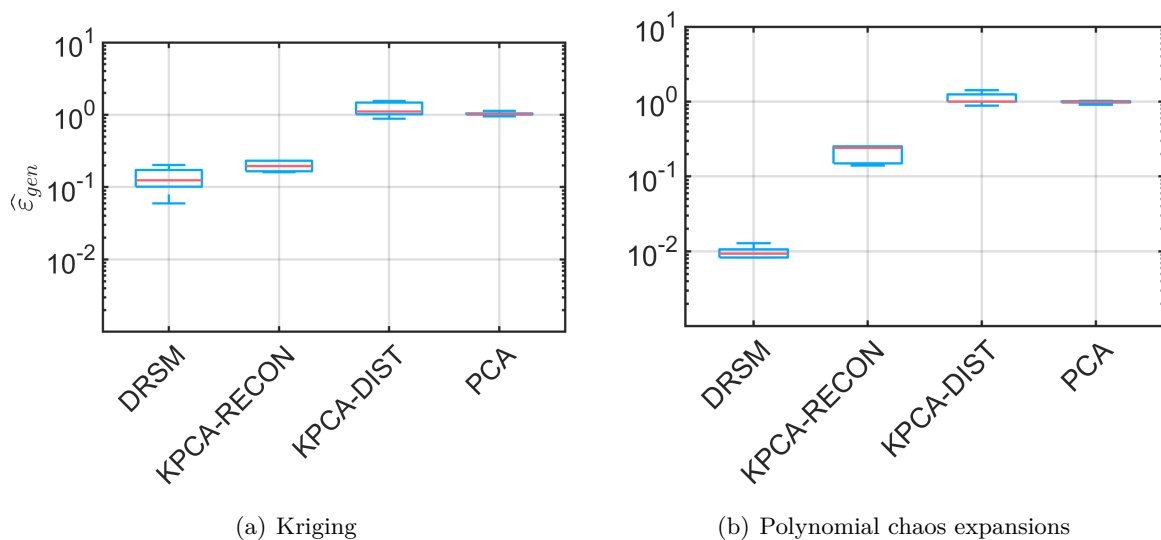 10^1
10^0
10^-1
10^-2
ε̂_gen
DRSM
KPCA-RECON
KPCA-DIST
PCA
(a) Kriging
10^1
10^0
10^-1
10^-2
DRSM
KPCA-RECON
KPCA-DIST
PCA
(b) Polynomial chaos expansions